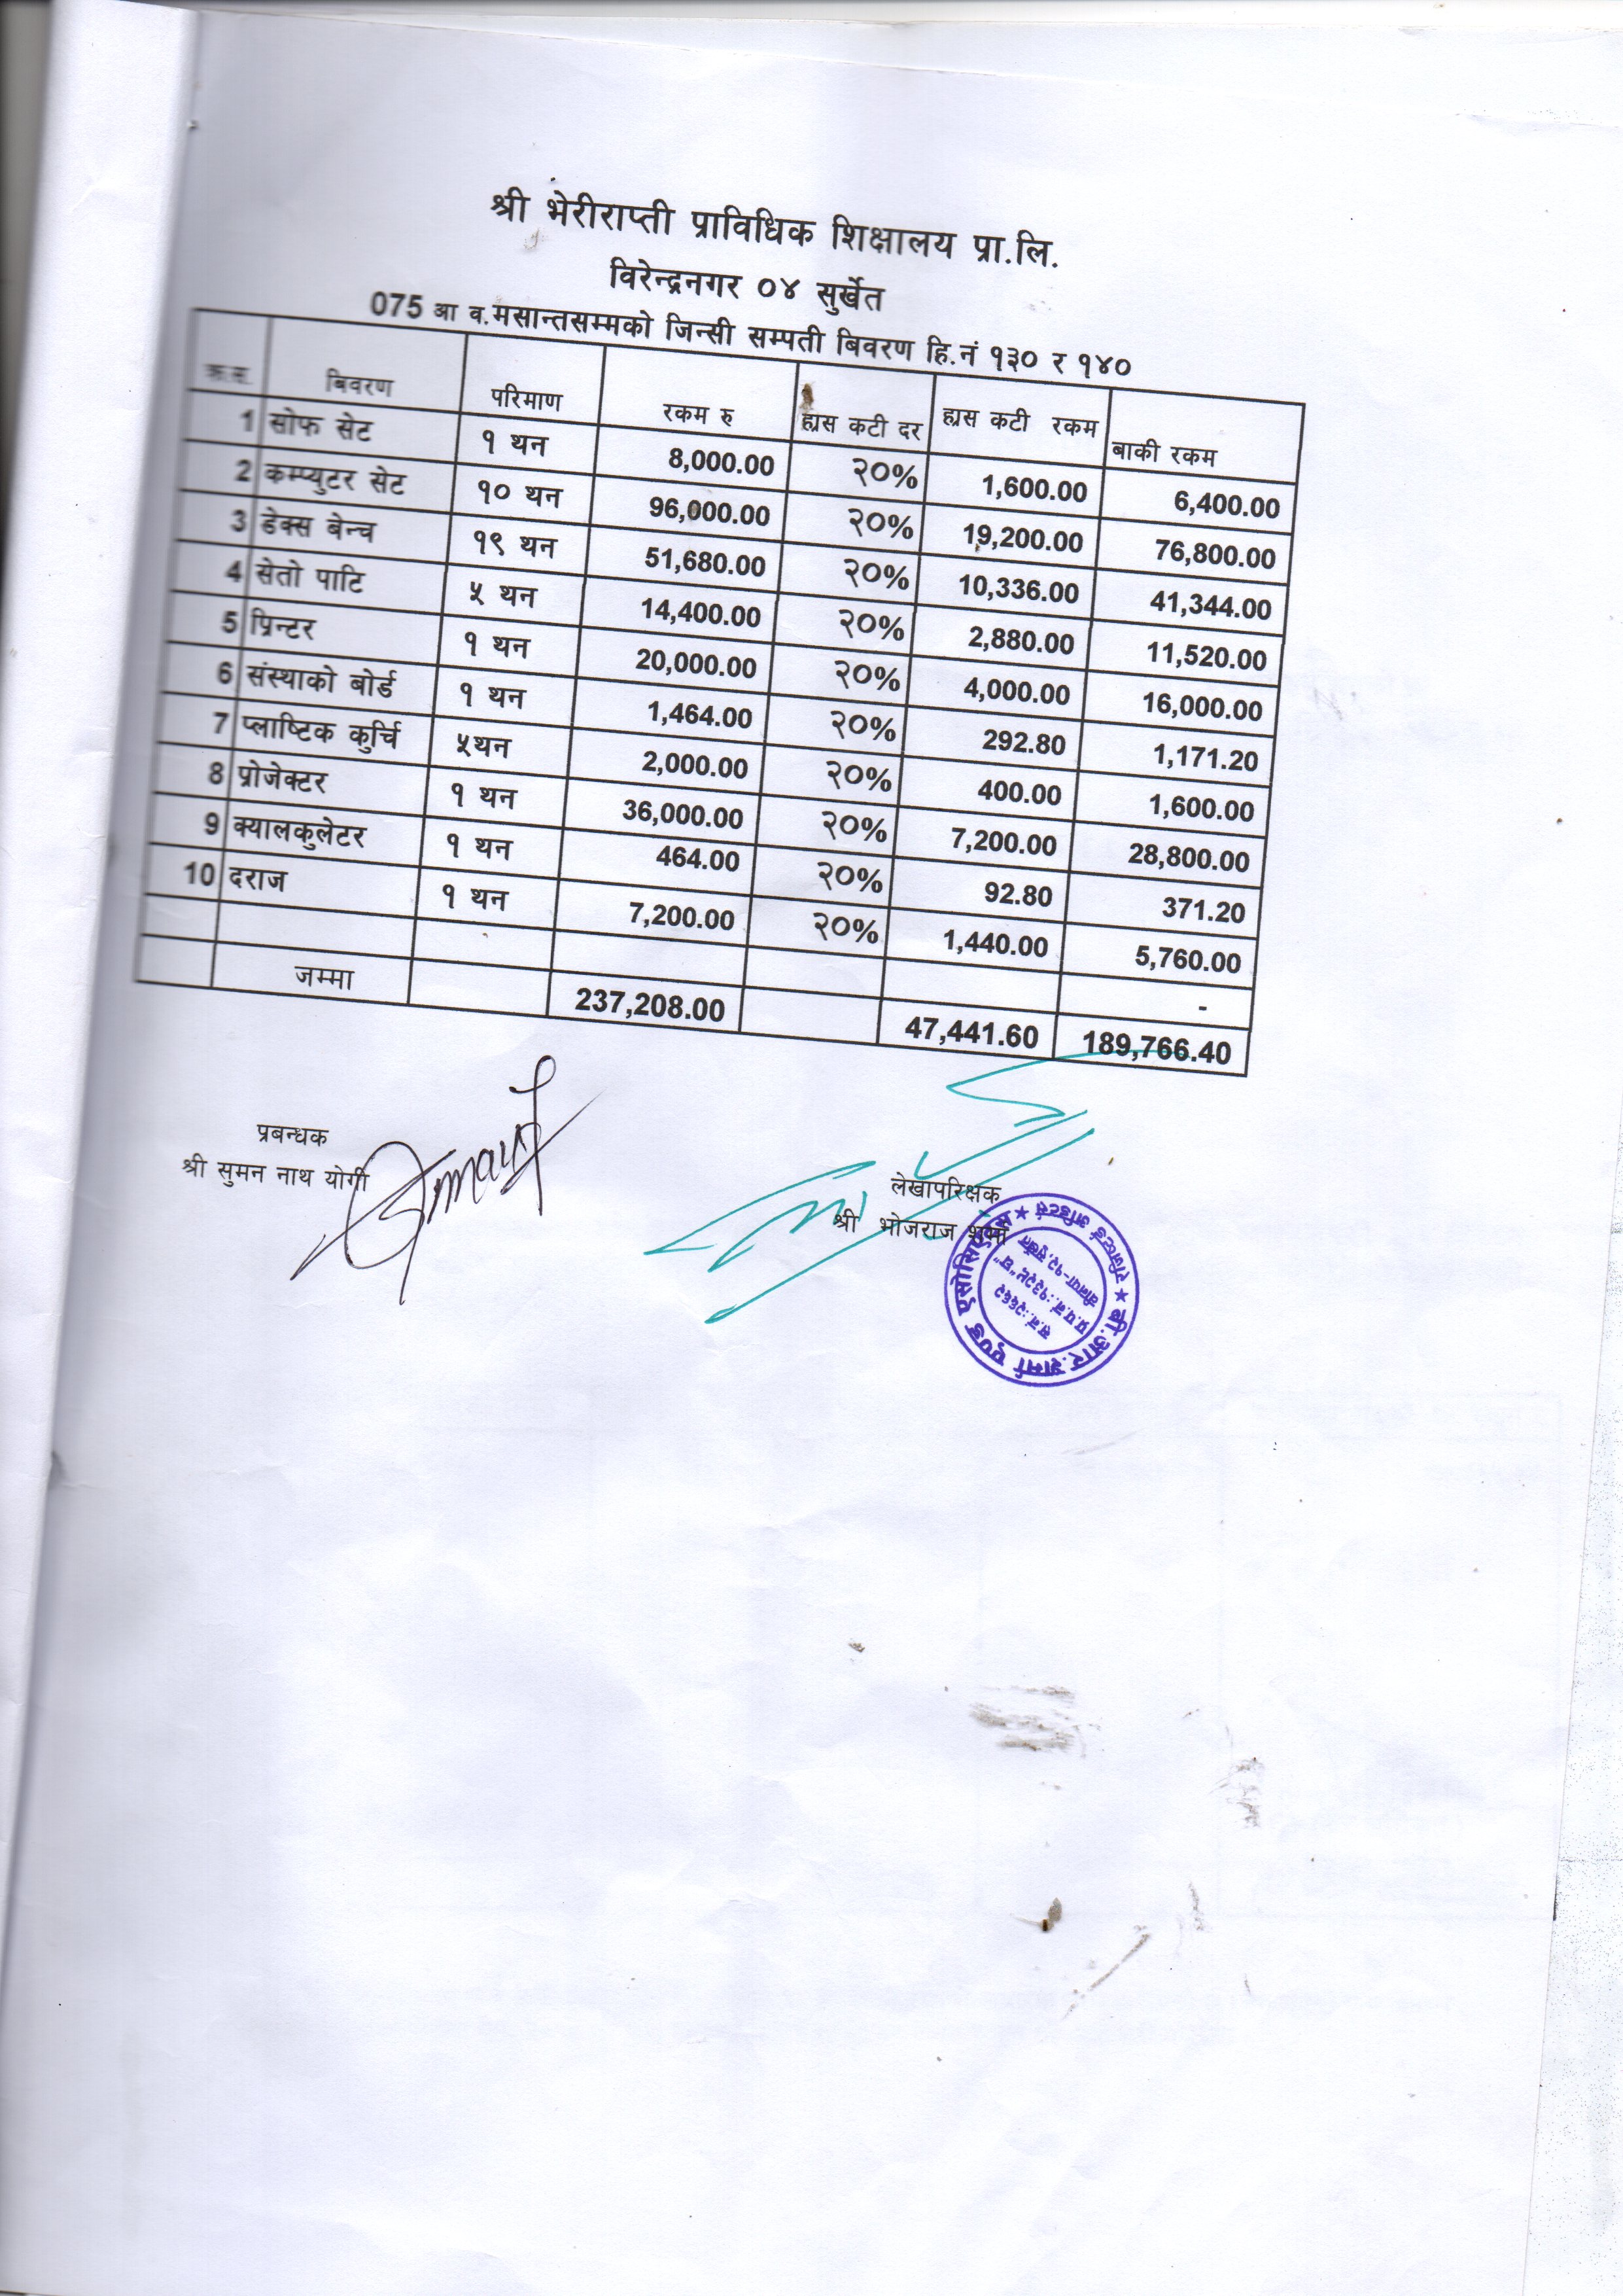 श्री भेरीराप्ती प्राविधिक शिक्षालय प्रा.लि.
विरेन्द्रनगर ०४ सुर्खेत
075 आ व.मसान्तसम्मको जिन्सी सम्पती बिवरण हि.नं १३० र १४०
क्र.स. बिवरण परिमाण रकम रु ह्रास कटी दर ह्रास कटी रकम बाकी रकम
1 सोफ सेट १ थन 8,000.00 २०% 1,600.00 6,400.00
2 कम्प्युटर सेट १० थन 96,000.00 २०% 19,200.00 76,800.00
3 डेक्स बेन्च १९ थन 51,680.00 २०% 10,336.00 41,344.00
4 सेतो पाटि ५ थन 14,400.00 २०% 2,880.00 11,520.00
5 प्रिन्टर १ थन 20,000.00 २०% 4,000.00 16,000.00
6 संस्थाको बोर्ड १ थन 1,464.00 २०% 292.80 1,171.20
7 प्लाष्टिक कुर्चि ५थन 2,000.00 २०% 400.00 1,600.00
8 प्रोजेक्टर १ थन 36,000.00 २०% 7,200.00 28,800.00
9 क्यालकुलेटर १ थन 464.00 २०% 92.80 371.20
10 दराज १ थन 7,200.00 २०% 1,440.00 5,760.00
-
जम्मा 237,208.00 47,441.60 189,766.40
प्रबन्धक
श्री सुमन नाथ योगी
लेखापरिक्षक
श्री भोजराज शर्मा
बी.आर.शर्मा एण्ड एसोसिएट्स ★ रजिष्टर्ड अडिटर्स ★
स.नं.:२६६२